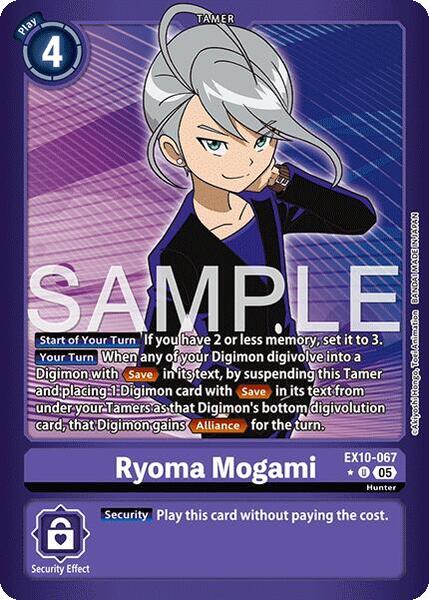 Play
4
TAMER
SAMPLE
Start of Your Turn If you have 2 or less memory, set it to 3.
Your Turn When any of your Digimon digivolve into a
Digimon with Save in its text, by suspending this Tamer
and placing 1 Digimon card with Save in its text from
under your Tamers as that Digimon's bottom digivolution
card, that Digimon gains Alliance for the turn.
©Akiyoshi Hongo, Toei Animation BANDAI MADE IN JAPAN
Ryoma Mogami
EX10-067
U 05
Hunter
Security Play this card without paying the cost.
Security Effect